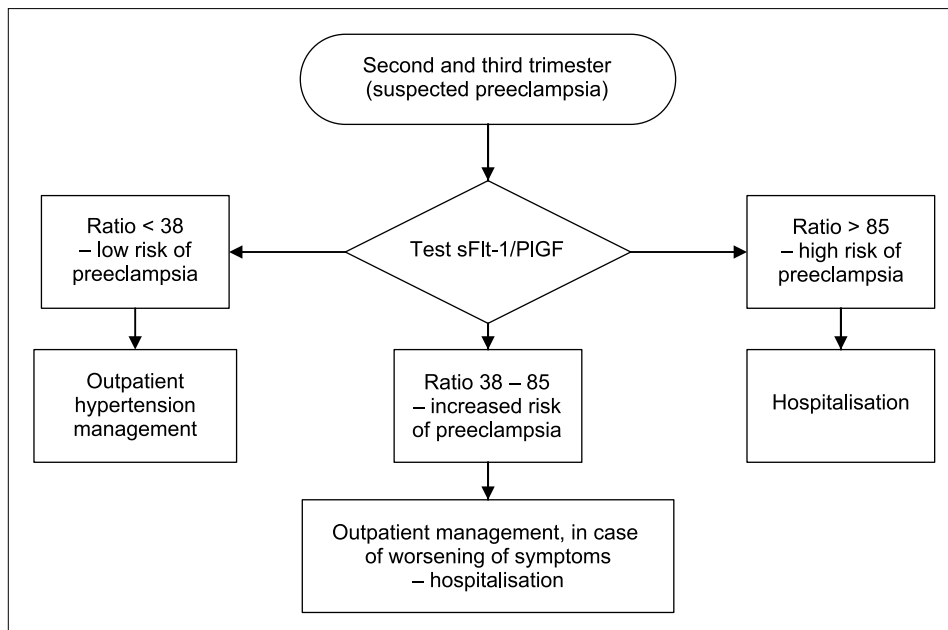 Second and third trimester
(suspected preeclampsia)
Test sFlt-1/PlGF
Ratio < 38
– low risk of
preeclampsia
Outpatient
hypertension
management
Ratio 38 – 85
– increased risk
of preeclampsia
Outpatient management, in case
of worsening of symptoms
– hospitalisation
Ratio > 85
– high risk of
preeclampsia
Hospitalisation